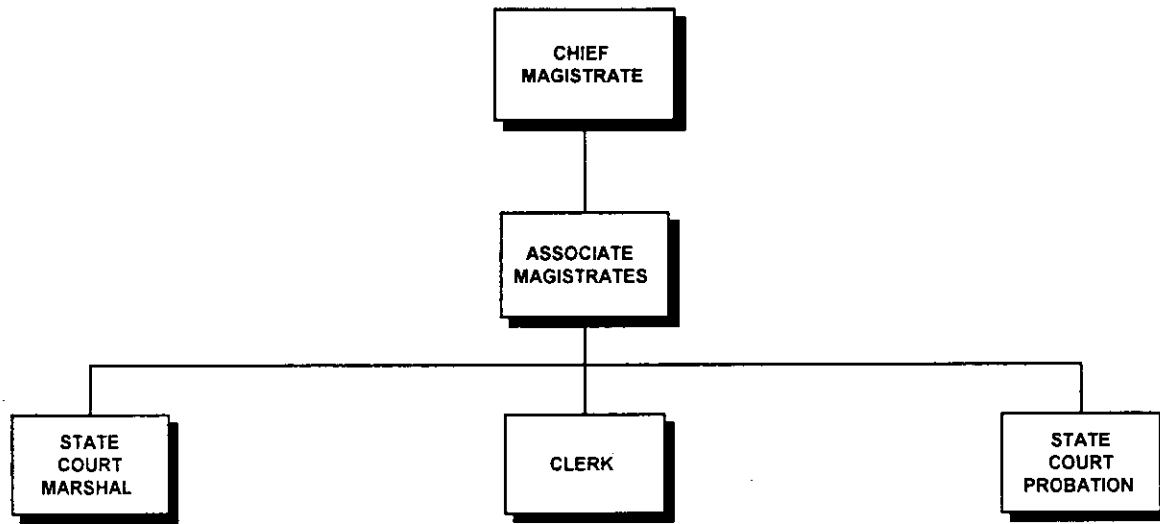 CHIEF
MAGISTRATE
ASSOCIATE
MAGISTRATES
STATE
COURT
MARSHAL
CLERK
STATE
COURT
PROBATION